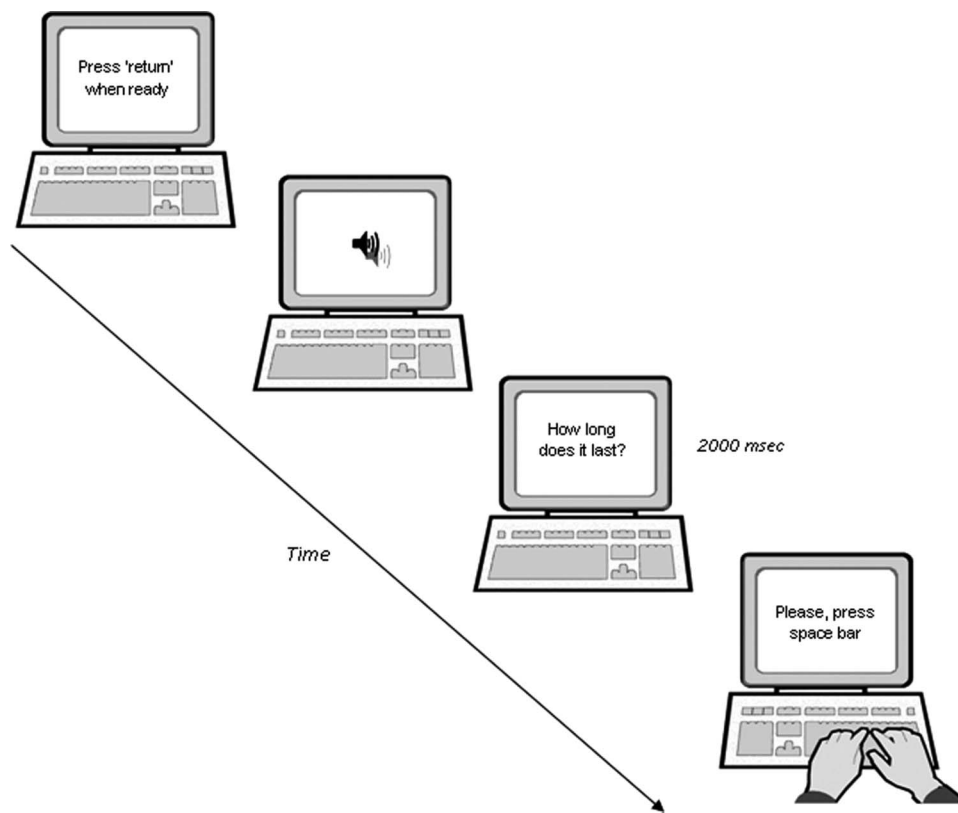 Press 'return'
when ready
How long
does it last?
2000 msec
Time
Please, press
space bar